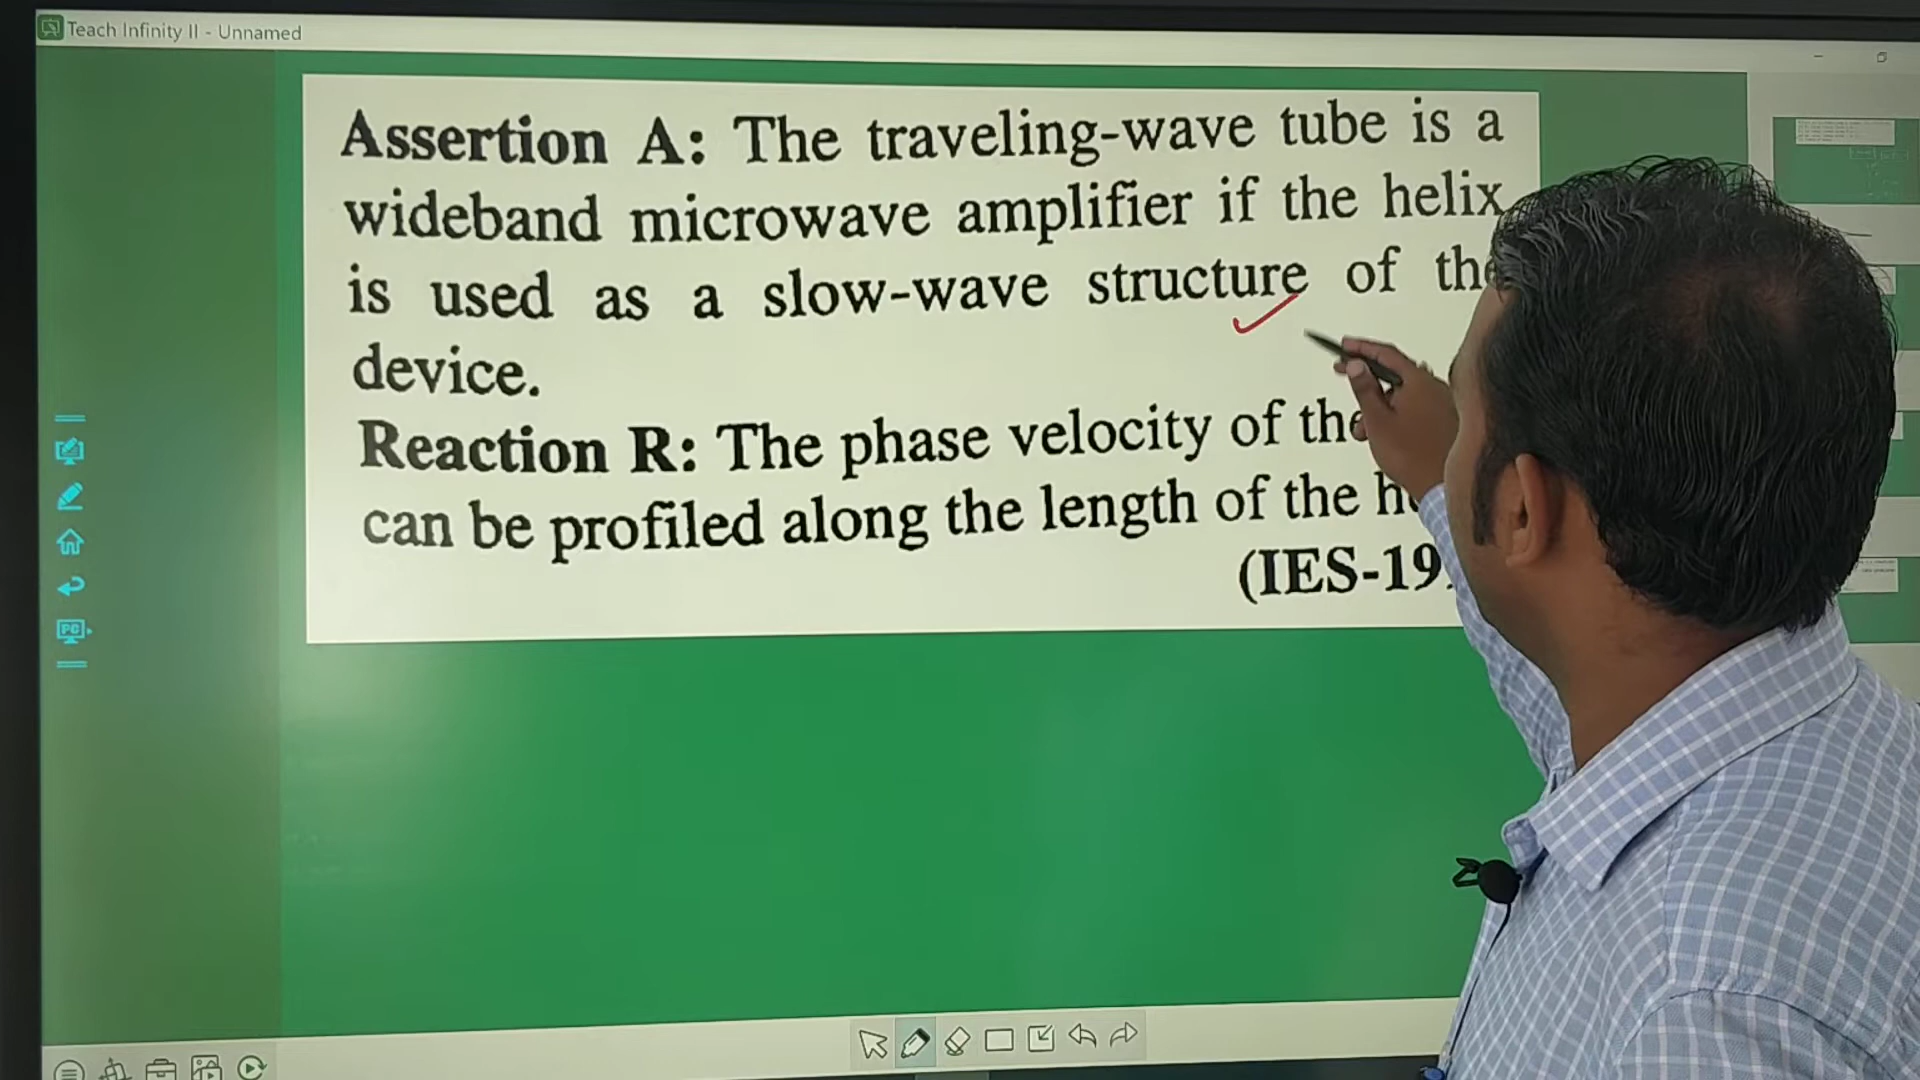 Teach Infinity II - Unnamed
Assertion A: The traveling-wave tube is a
wideband microwave amplifier if the helix
is used as a slow-wave structure of the
device.
Reaction R: The phase velocity of the
can be profiled along the length of the
(IES-19
PC